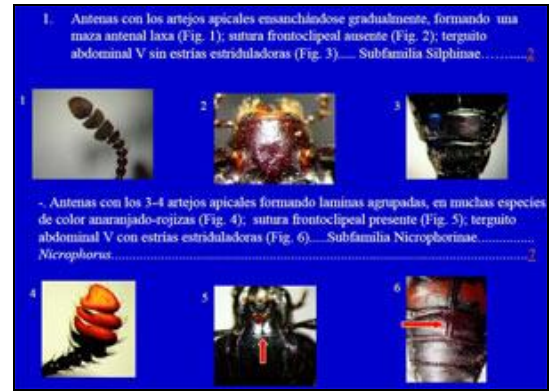 1. Antenas con los artejos apicales ensanchándose gradualmente, formando una
maza antenal laxa (Fig. 1); sutura frontoclipeal ausente (Fig. 2); terguito
abdominal V sin estrías estriduladoras (Fig. 3)..... Subfamilia Silphinae...........2
1
2
3
-. Antenas con los 3-4 artejos apicales formando laminas agrupadas, en muchas especies
de color anaranjado-rojizas (Fig. 4); sutura frontoclipeal presente (Fig. 5); terguito
abdominal V con estrías estriduladoras (Fig. 6).....Subfamilia Nicrophorinae...............
Nicrophorus.....................................................................................................2
4
5
6